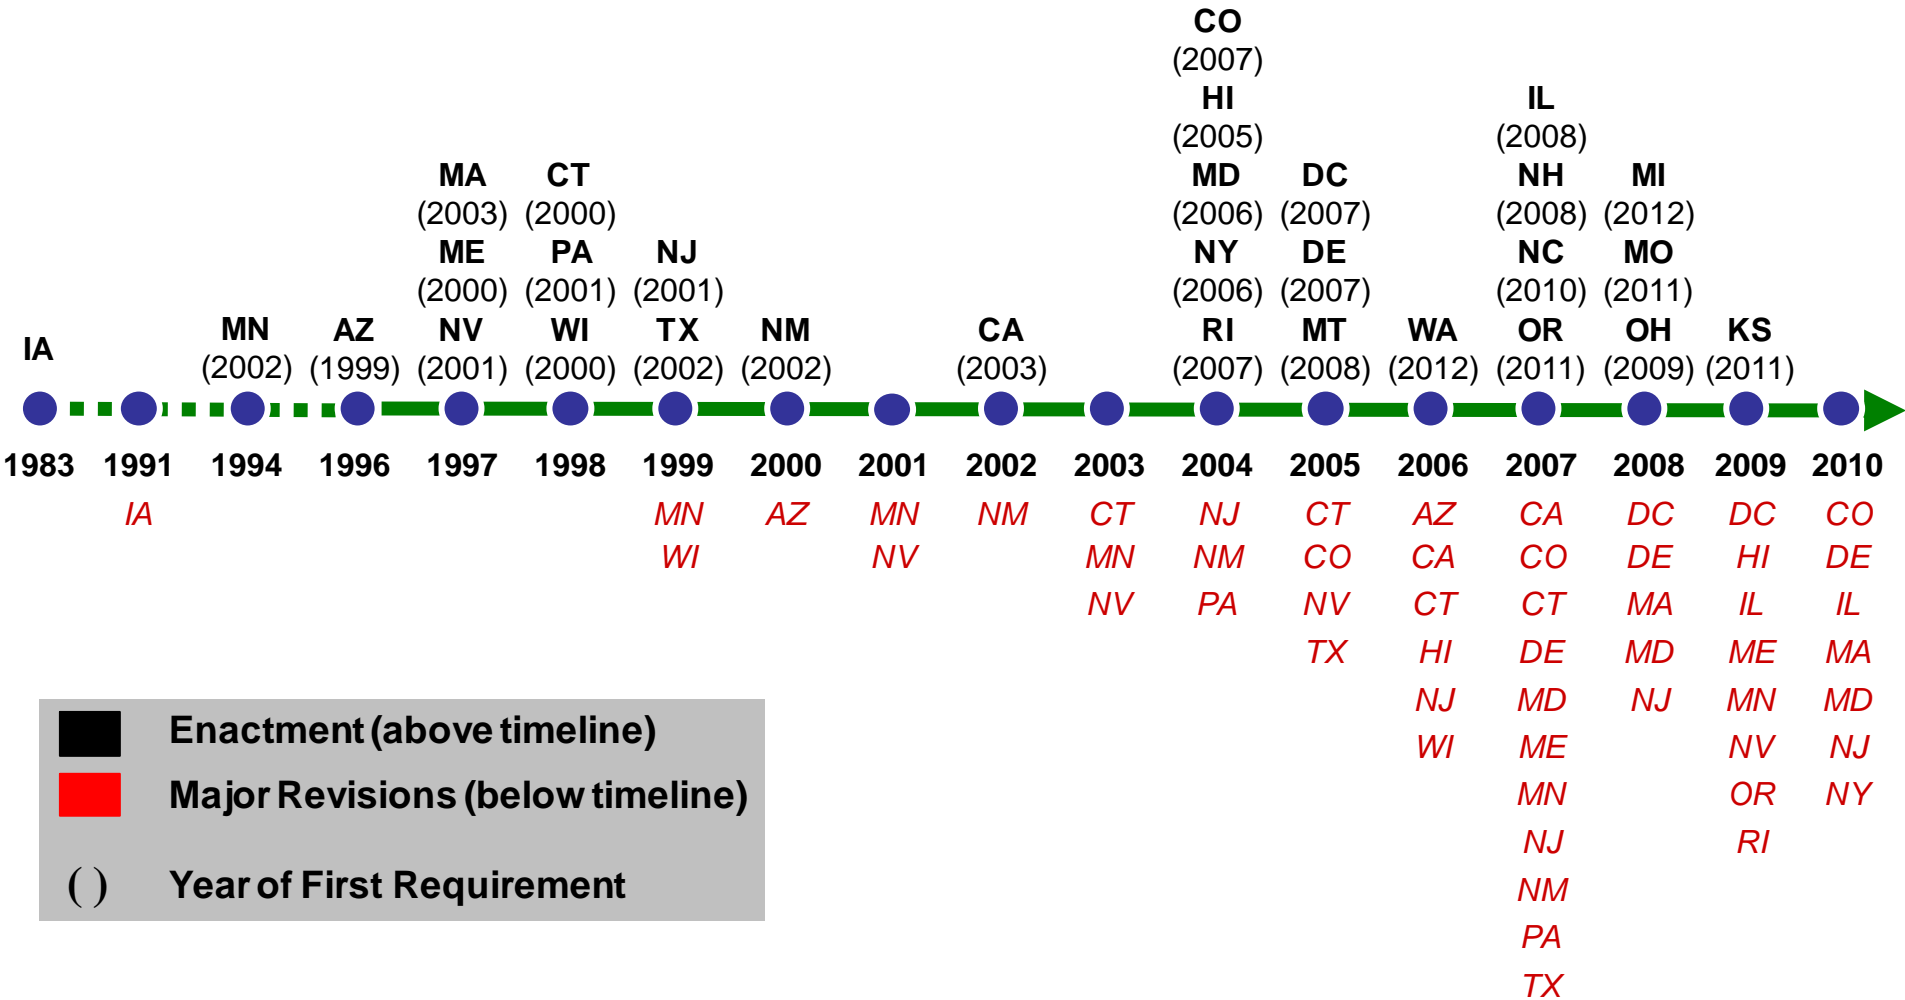 CO
(2007)
HI IL
(2005) (2008)
MA CT MD DC NH MI
(2003) (2000) (2006) (2007) (2008) (2012)
ME PA NJ NY DE NC MO
(2000) (2001) (2001) (2006) (2007) (2010) (2011)
IA MN AZ NV WI TX NM CA RI MT WA OR OH KS
(2002) (1999) (2001) (2000) (2002) (2002) (2003) (2007) (2008) (2012) (2011) (2009) (2011)
1983 1991 1994 1996 1997 1998 1999 2000 2001 2002 2003 2004 2005 2006 2007 2008 2009 2010
IA MN AZ MN NM CT NJ CT AZ CA DC DC CO
WI NV MN NM CO CA CO DE HI DE
NV PA NV CT CT MA IL IL
TX HI DE MD ME MA
NJ MD NJ MN MD
WI ME NV NJ
MN OR NY
NJ RI
NM
PA
TX
Enactment (above timeline)
Major Revisions (below timeline)
( ) Year of First Requirement